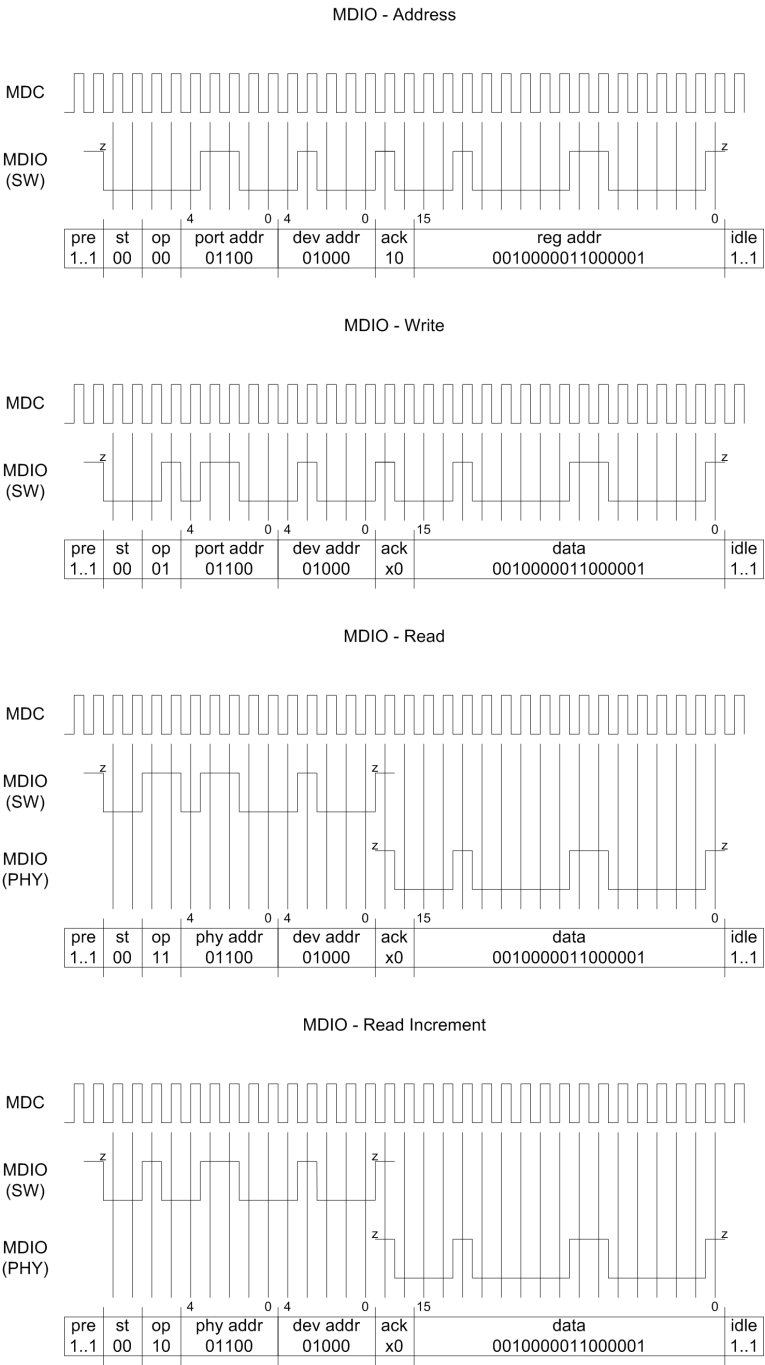 MDIO - Address
MDC
z z
MDIO
(SW)
4 0 4 0 15 0
pre st op port addr dev addr ack reg addr idle
1..1 00 00 01100 01000 10 0010000011000001 1..1
MDIO - Write
MDC
z z
MDIO
(SW)
4 0 4 0 15 0
pre st op port addr dev addr ack data idle
1..1 00 01 01100 01000 x0 0010000011000001 1..1
MDIO - Read
MDC
z z
MDIO
(SW)
z z
MDIO
(PHY)
4 0 4 0 15 0
pre st op phy addr dev addr ack data idle
1..1 00 11 01100 01000 x0 0010000011000001 1..1
MDIO - Read Increment
MDC
z z
MDIO
(SW)
z z
MDIO
(PHY)
4 0 4 0 15 0
pre st op phy addr dev addr ack data idle
1..1 00 10 01100 01000 x0 0010000011000001 1..1